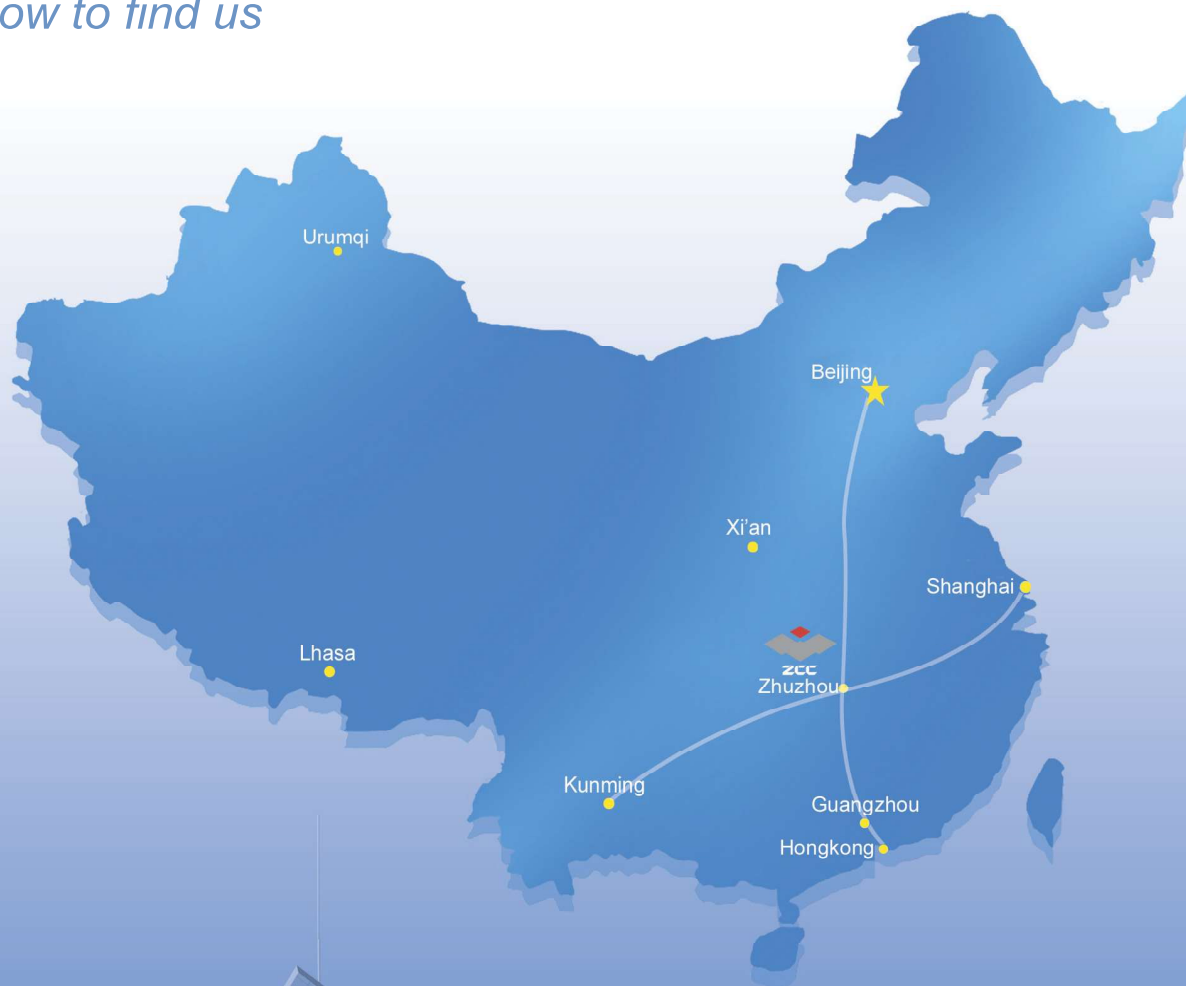 ow to find us
Urumqi
Beijing
Xi'an
Shanghai
Lhasa
zcc
Zhuzhou
Kunming
Guangzhou
Hongkong